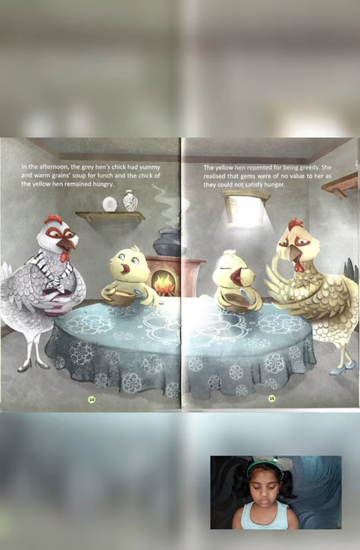 In the afternoon, the grey hen's chick had yummy
and warm grains' soup for lunch and the chick of
the yellow hen remained hungry.
The yellow hen repented for being greedy. She
realised that gems were of no value to her as
they could not satisfy hunger.
14